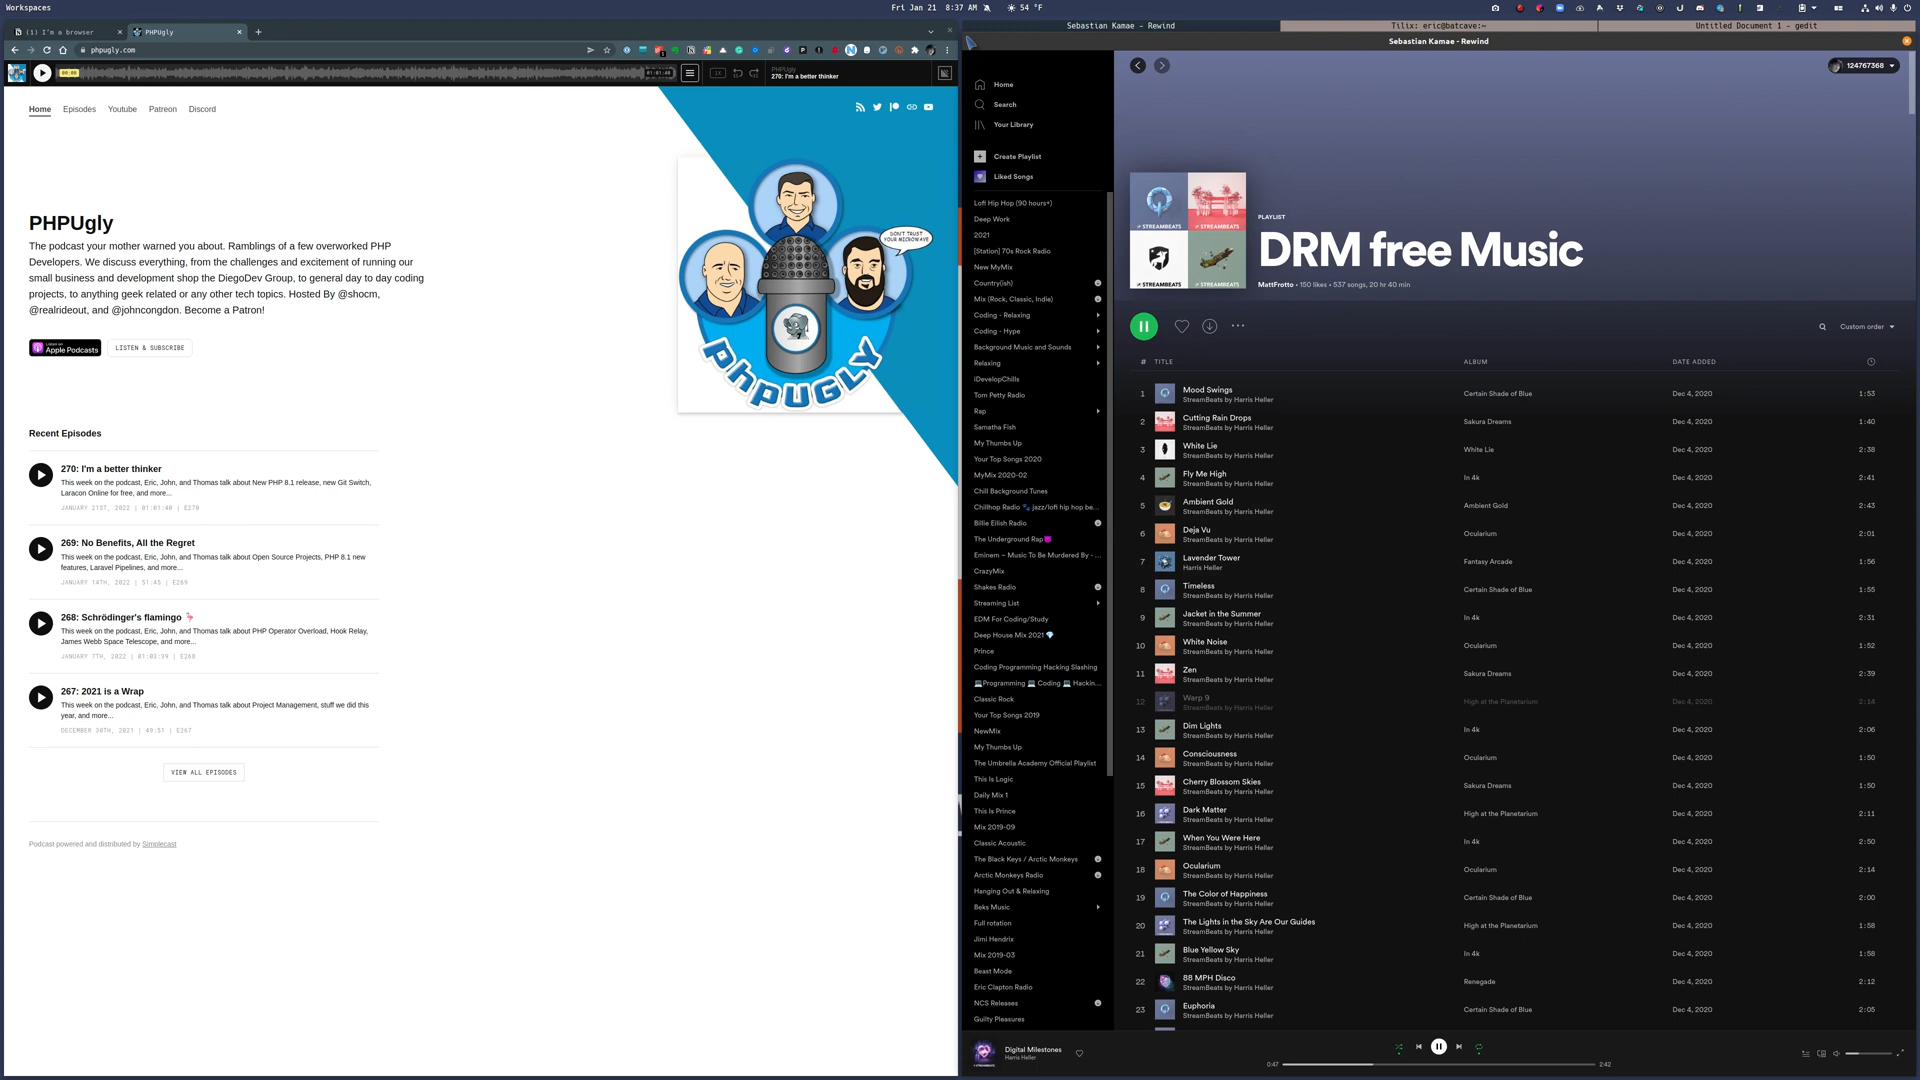 Workspaces
Fri Jan 21 8:37 AM
54 °F
(1) I'm a browser
PHPUgly
phpugly.com
00:00
01:01:40
1X
PHPUgly
270: I'm a better thinker
Home Episodes Youtube Patreon Discord
PHPUgly
The podcast your mother warned you about. Ramblings of a few overworked PHP
Developers. We discuss everything, from the challenges and excitement of running our
small business and development shop the DiegoDev Group, to general day to day coding
projects, to anything geek related or any other tech topics. Hosted By @shocm,
@realrideout, and @johncongdon. Become a Patron!
Listen on
Apple Podcasts
LISTEN & SUBSCRIBE
DON'T TRUST
YOUR MICROWAVE
phpUGLY
Recent Episodes
270: I'm a better thinker
This week on the podcast, Eric, John, and Thomas talk about New PHP 8.1 release, new Git Switch,
Laracon Online for free, and more...
JANUARY 21ST, 2022 | 01:01:40 | E270
269: No Benefits, All the Regret
This week on the podcast, Eric, John, and Thomas talk about Open Source Projects, PHP 8.1 new
features, Laravel Pipelines, and more...
JANUARY 14TH, 2022 | 51:45 | E269
268: Schrödinger's flamingo 🦩
This week on the podcast, Eric, John, and Thomas talk about PHP Operator Overload, Hook Relay,
James Webb Space Telescope, and more...
JANUARY 7TH, 2022 | 01:03:39 | E268
267: 2021 is a Wrap
This week on the podcast, Eric, John, and Thomas talk about Project Management, stuff we did this
year, and more...
DECEMBER 30TH, 2021 | 49:51 | E267
VIEW ALL EPISODES
Podcast powered and distributed by Simplecast
Sebastian Kamae - Rewind
Tilix: eric@batcave:~
Untitled Document 1 - gedit
Sebastian Kamae - Rewind
Home
Search
Your Library
Create Playlist
Liked Songs
Lofi Hip Hop (90 hours+)
Deep Work
2021
[Station] 70s Rock Radio
New MyMix
Country(ish)
Mix (Rock, Classic, Indie)
Coding - Relaxing
Coding - Hype
Background Music and Sounds
Relaxing
iDevelopChills
Tom Petty Radio
Rap
Samatha Fish
My Thumbs Up
Your Top Songs 2020
MyMix 2020-02
Chill Background Tunes
Chillhop Radio 🐾 jazz/lofi hip hop be...
Billie Eilish Radio
The Underground Rap😈
Eminem – Music To Be Murdered By - ...
CrazyMix
Shakes Radio
Streaming List
EDM For Coding/Study
Deep House Mix 2021 💎
Prince
Coding Programming Hacking Slashing
💻Programming 💻 Coding 💻 Hackin...
Classic Rock
Your Top Songs 2019
NewMix
My Thumbs Up
The Umbrella Academy Official Playlist
This Is Logic
Daily Mix 1
This Is Prince
Mix 2019-09
Classic Acoustic
The Black Keys / Arctic Monkeys
Arctic Monkeys Radio
Hanging Out & Relaxing
Beks Music
Full rotation
Jimi Hendrix
Mix 2019-03
Beast Mode
Eric Clapton Radio
NCS Releases
Guilty Pleasures
124767368
STREAMBEATS
STREAMBEATS
STREAMBEATS
STREAMBEATS
PLAYLIST
DRM free Music
MattFrotto • 150 likes • 537 songs, 20 hr 40 min
Custom order
# TITLE ALBUM DATE ADDED
1 Mood Swings Certain Shade of Blue Dec 4, 2020 1:53
StreamBeats by Harris Heller
2 Cutting Rain Drops Sakura Dreams Dec 4, 2020 1:40
StreamBeats by Harris Heller
3 White Lie White Lie Dec 4, 2020 2:38
StreamBeats by Harris Heller
4 Fly Me High In 4k Dec 4, 2020 2:41
StreamBeats by Harris Heller
5 Ambient Gold Ambient Gold Dec 4, 2020 2:43
StreamBeats by Harris Heller
6 Deja Vu Ocularium Dec 4, 2020 2:01
StreamBeats by Harris Heller
7 Lavender Tower Fantasy Arcade Dec 4, 2020 1:56
Harris Heller
8 Timeless Certain Shade of Blue Dec 4, 2020 1:55
StreamBeats by Harris Heller
9 Jacket in the Summer In 4k Dec 4, 2020 2:31
StreamBeats by Harris Heller
10 White Noise Ocularium Dec 4, 2020 1:52
StreamBeats by Harris Heller
11 Zen Sakura Dreams Dec 4, 2020 2:39
StreamBeats by Harris Heller
12 Warp 9 High at the Planetarium Dec 4, 2020 2:14
StreamBeats by Harris Heller
13 Dim Lights In 4k Dec 4, 2020 2:06
StreamBeats by Harris Heller
14 Consciousness Ocularium Dec 4, 2020 1:50
StreamBeats by Harris Heller
15 Cherry Blossom Skies Sakura Dreams Dec 4, 2020 1:50
StreamBeats by Harris Heller
16 Dark Matter High at the Planetarium Dec 4, 2020 2:11
StreamBeats by Harris Heller
17 When You Were Here In 4k Dec 4, 2020 2:50
StreamBeats by Harris Heller
18 Ocularium Ocularium Dec 4, 2020 2:14
StreamBeats by Harris Heller
19 The Color of Happiness Certain Shade of Blue Dec 4, 2020 2:00
StreamBeats by Harris Heller
20 The Lights in the Sky Are Our Guides High at the Planetarium Dec 4, 2020 1:58
StreamBeats by Harris Heller
21 Blue Yellow Sky In 4k Dec 4, 2020 1:58
StreamBeats by Harris Heller
22 88 MPH Disco Renegade Dec 4, 2020 2:12
StreamBeats by Harris Heller
23 Euphoria Certain Shade of Blue Dec 4, 2020 2:05
StreamBeats by Harris Heller
Digital Milestones
Harris Heller
0:47
2:42